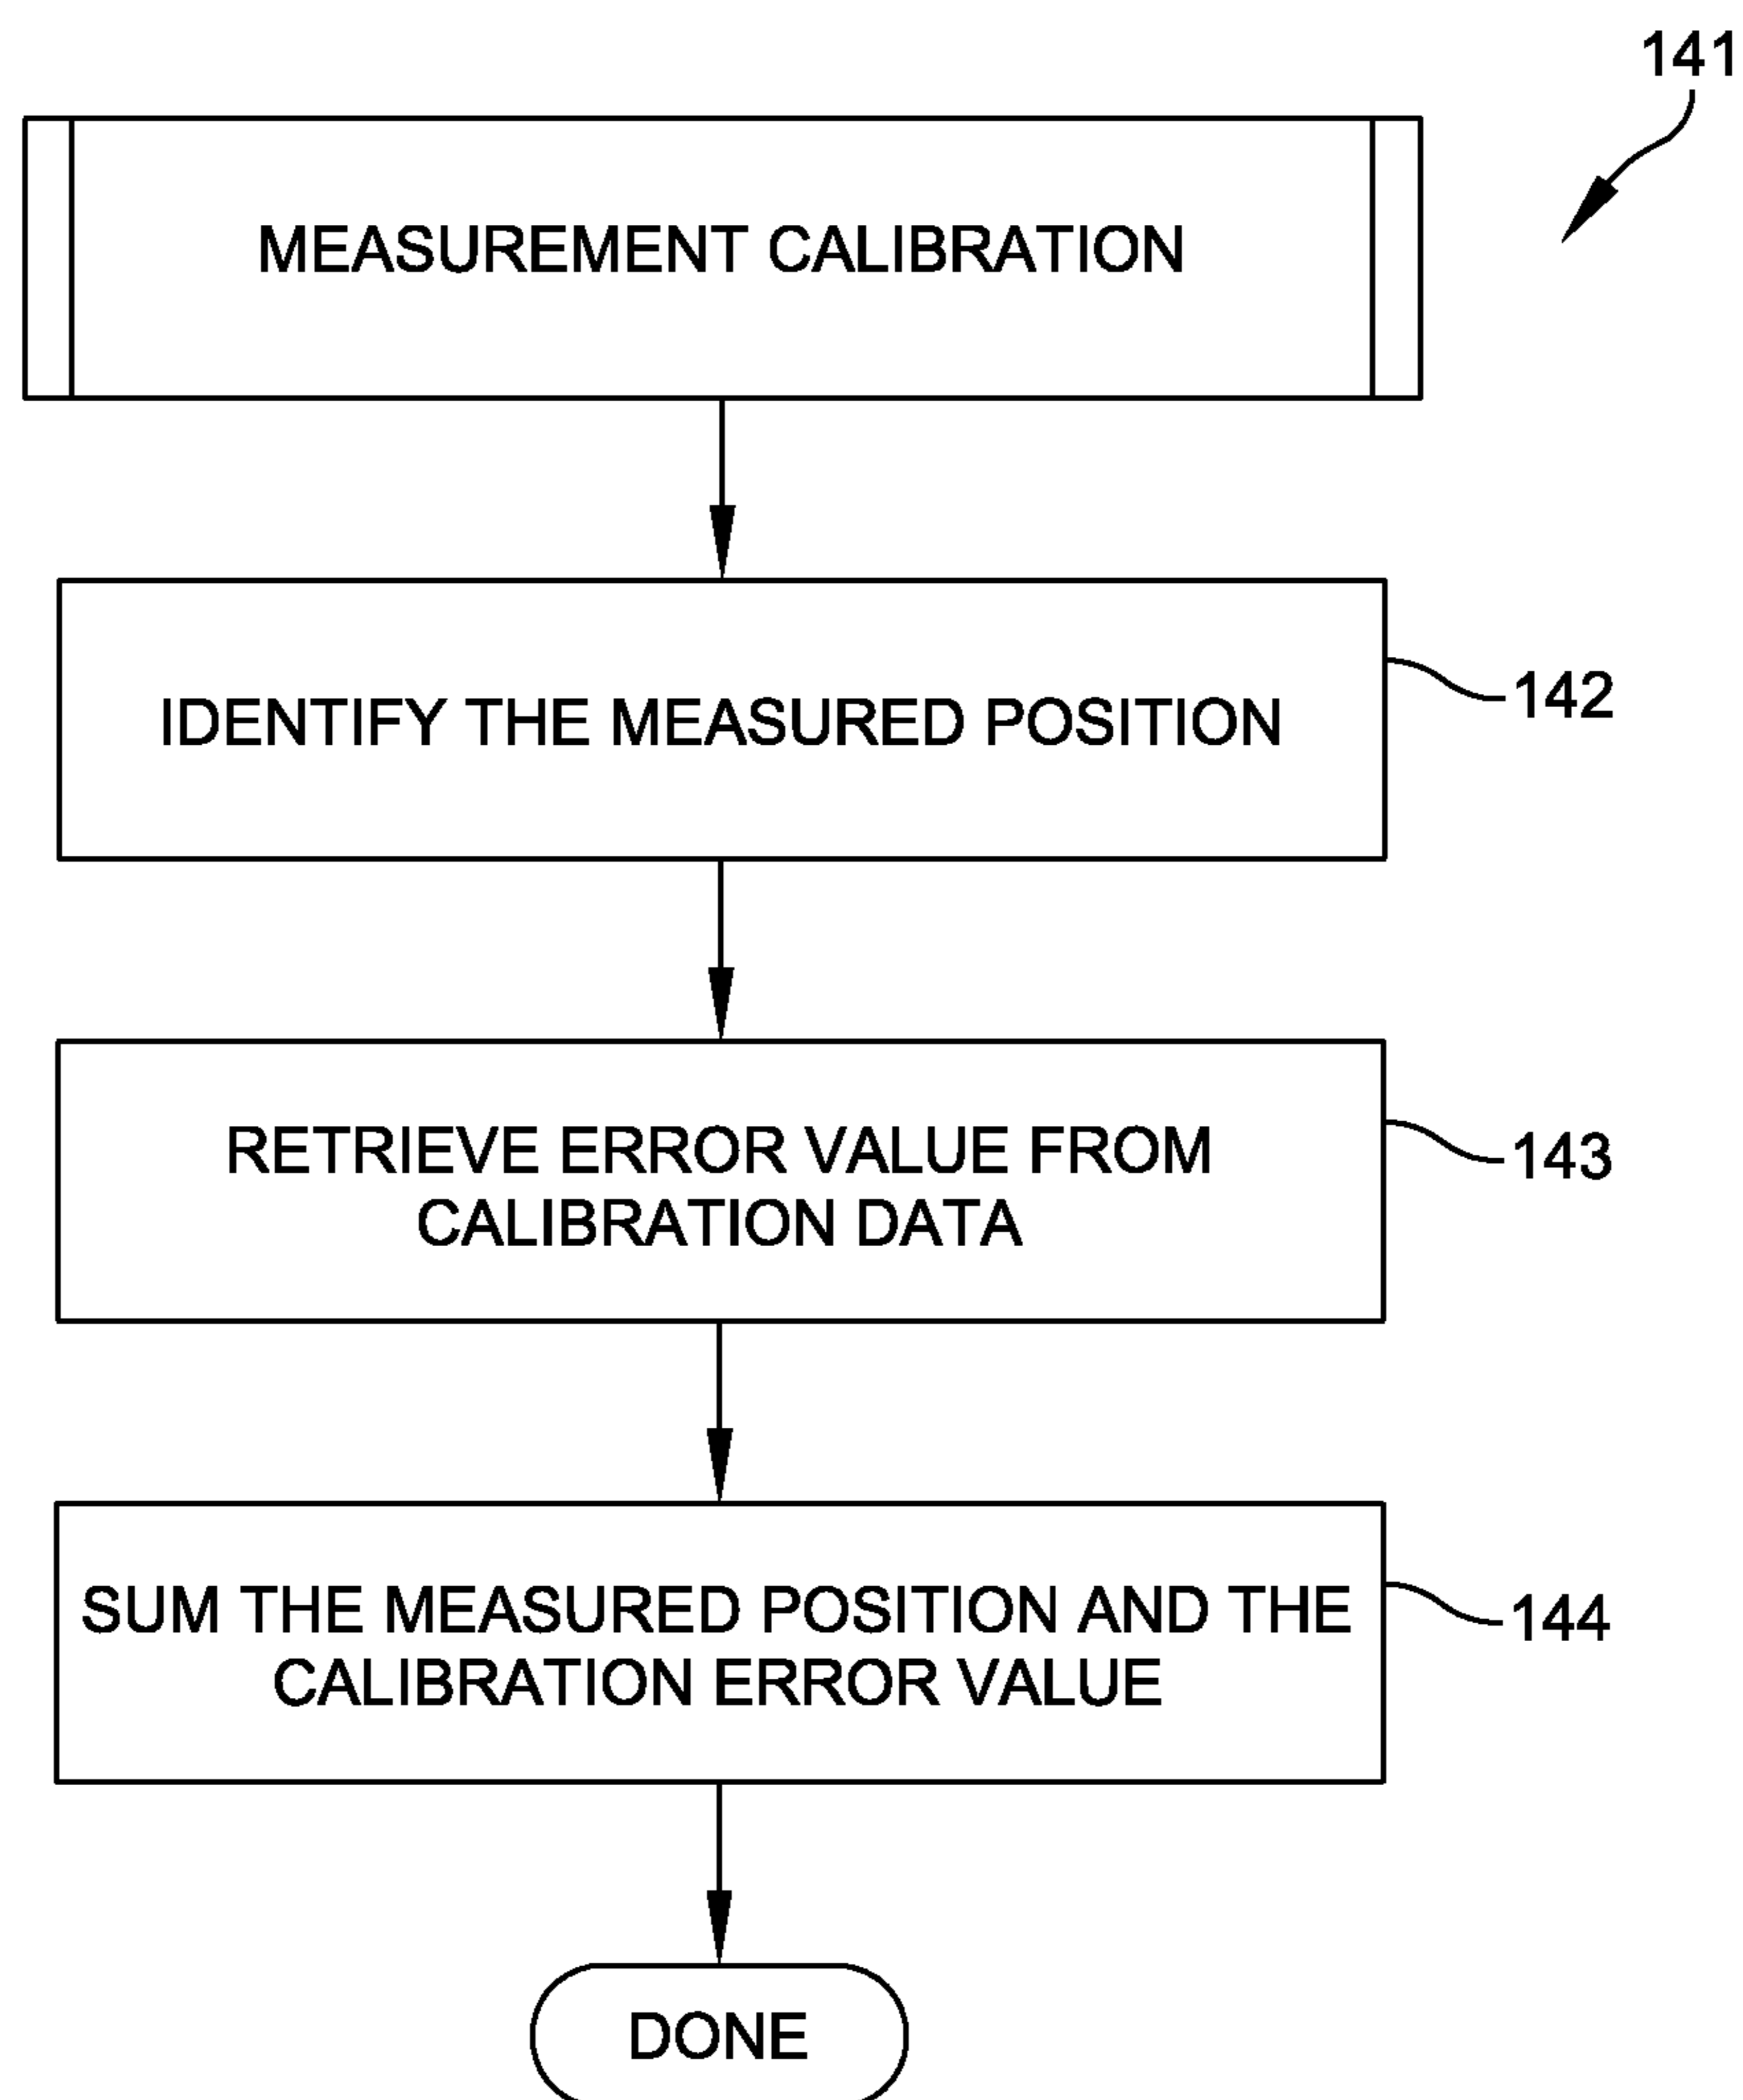 141
MEASUREMENT CALIBRATION
IDENTIFY THE MEASURED POSITION
142
RETRIEVE ERROR VALUE FROM
CALIBRATION DATA
143
SUM THE MEASURED POSITION AND THE
CALIBRATION ERROR VALUE
144
DONE